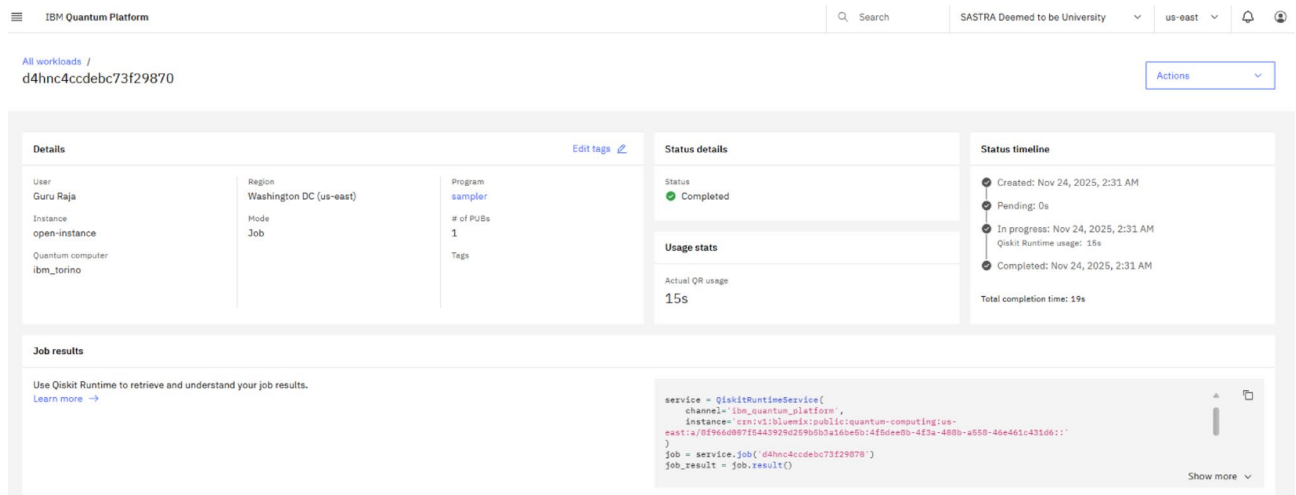 IBM Quantum Platform
Search
SASTRA Deemed to be University
us-east
All workloads /
d4hnc4ccdebc73f29870
Actions
Details
Edit tags
User
Guru Raja
Instance
open-instance
Quantum computer
ibm_torino
Region
Washington DC (us-east)
Mode
Job
Program
sampler
# of PUBs
1
Tags
Status details
Status
Completed
Usage stats
Actual QR usage
15s
Status timeline
Created: Nov 24, 2025, 2:31 AM
Pending: 0s
In progress: Nov 24, 2025, 2:31 AM
Qiskit Runtime usage: 15s
Completed: Nov 24, 2025, 2:31 AM
Total completion time: 19s
Job results
Use Qiskit Runtime to retrieve and understand your job results.
Learn more →
service = QiskitRuntimeService(
channel='ibm_quantum_platform',
instance='crn:v1:bluemix:public:quantum-computing:us-
east:a/8f966d087f5443929d259b5b3a16be5b:4f5dee8b-4f3a-488b-a558-46e461c431d6::'
)
job = service.job('d4hnc4ccdebc73f29870')
job_result = job.result()
Show more